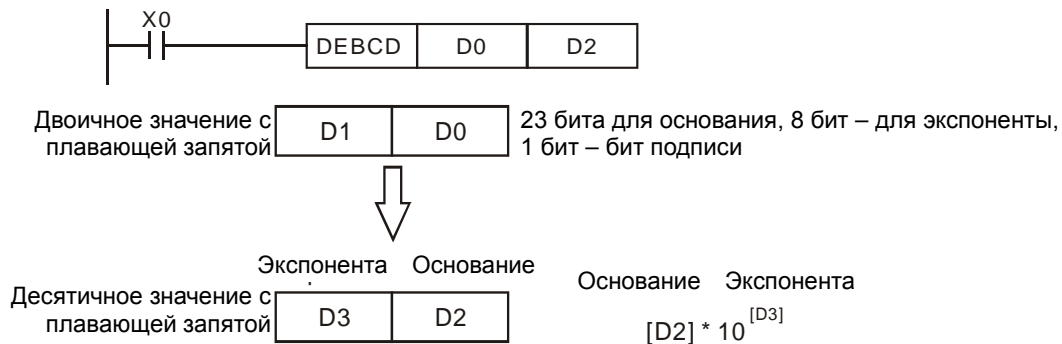 X0
DEBCD D0 D2
Двоичное значение с
плавающей запятой
D1 D0
23 бита для основания, 8 бит – для экспоненты,
1 бит – бит подписи
Экспонента Основание
Десятичное значение с
плавающей запятой
D3 D2
Основание Экспонента
[D2] * 10 [D3]